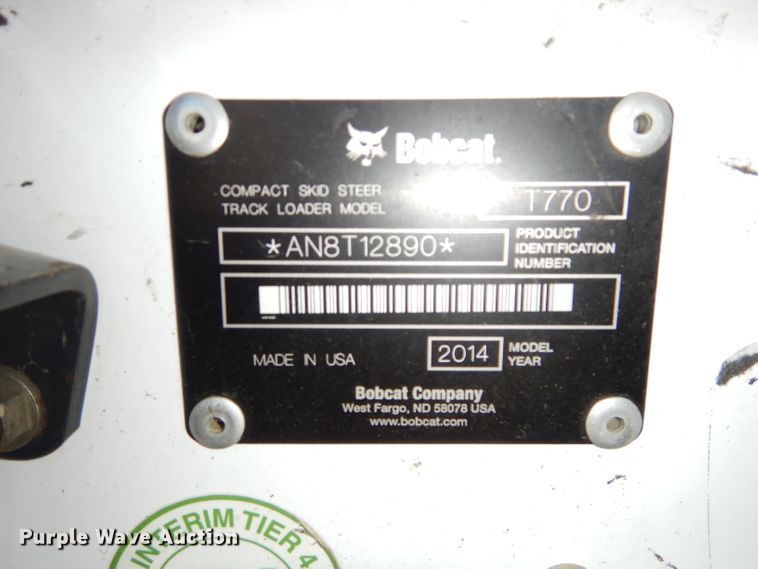 Bobcat.
COMPACT SKID STEER
TRACK LOADER MODEL
T770
*AN8T12890*
PRODUCT
IDENTIFICATION
NUMBER
MADE IN USA
2014
MODEL
YEAR
Bobcat Company
West Fargo, ND 58078 USA
www.bobcat.com
INTERIM TIER 4
Purple Wave Auction